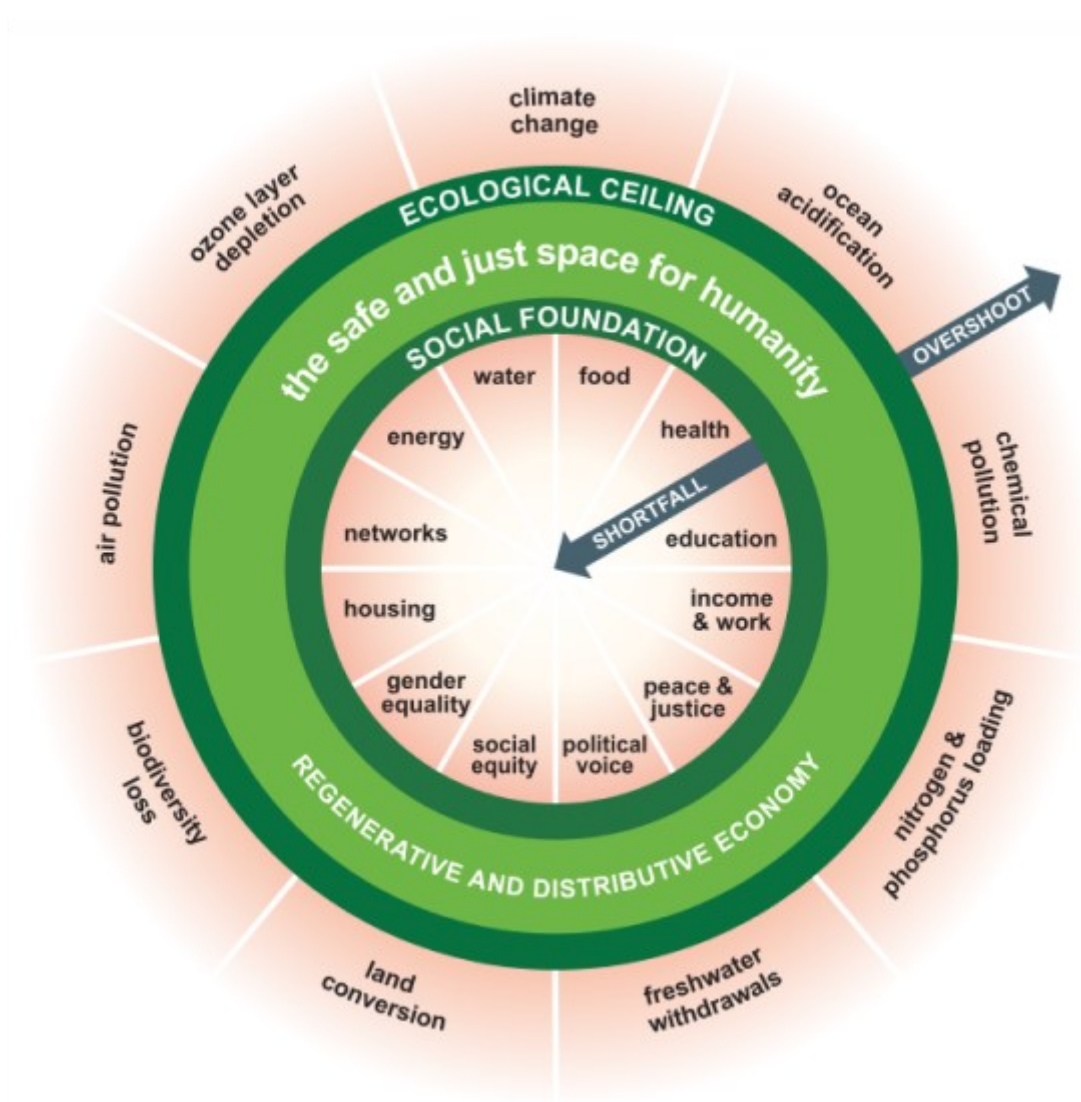 climate
change
ozone layer
depletion
ocean
acidification
ECOLOGICAL CEILING
the safe and just space for humanity
SOCIAL FOUNDATION
OVERSHOOT
water
food
energy
health
SHORTFALL
air pollution
chemical
pollution
networks
education
housing
income
& work
gender
equality
peace &
justice
social
equity
political
voice
biodiversity
loss
nitrogen &
phosphorus loading
REGENERATIVE AND DISTRIBUTIVE ECONOMY
land
conversion
freshwater
withdrawals